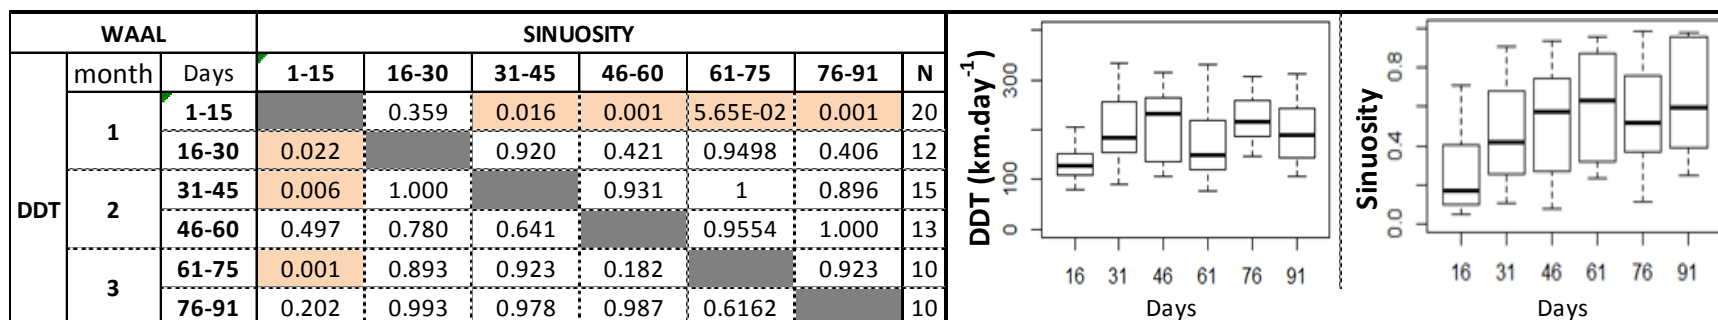 WAAL SINUOSITY
month Days 1-15 16-30 31-45 46-60 61-75 76-91 N
DDT
1 1-15 0.359 0.016 0.001 5.65E-02 0.001 20
16-30 0.022 0.920 0.421 0.9498 0.406 12
2 31-45 0.006 1.000 0.931 1 0.896 15
46-60 0.497 0.780 0.641 0.9554 1.000 13
3 61-75 0.001 0.893 0.923 0.182 0.923 10
76-91 0.202 0.993 0.978 0.987 0.6162 10
DDT (km.day-1)
300
100
0
16 31 46 61 76 91
Days
Sinuosity
0.8
0.4
0.0
16 31 46 61 76 91
Days